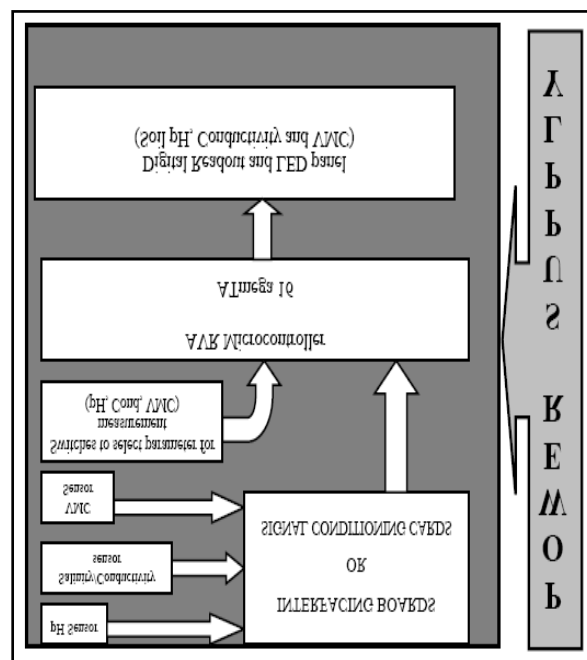 pH Sensor
Salinity/Conductivity
sensor
VMC
Sensor
INTERFACING BOARDS
OR
SIGNAL CONDITIONING CARDS
Switches to select parameter for
measurement
(pH, Cond, VMC)
AVR Microcontroller
ATmega 16
Digital Readout and LED panel
(Soil pH, Conductivity and VMC)
POWER SUPPLY